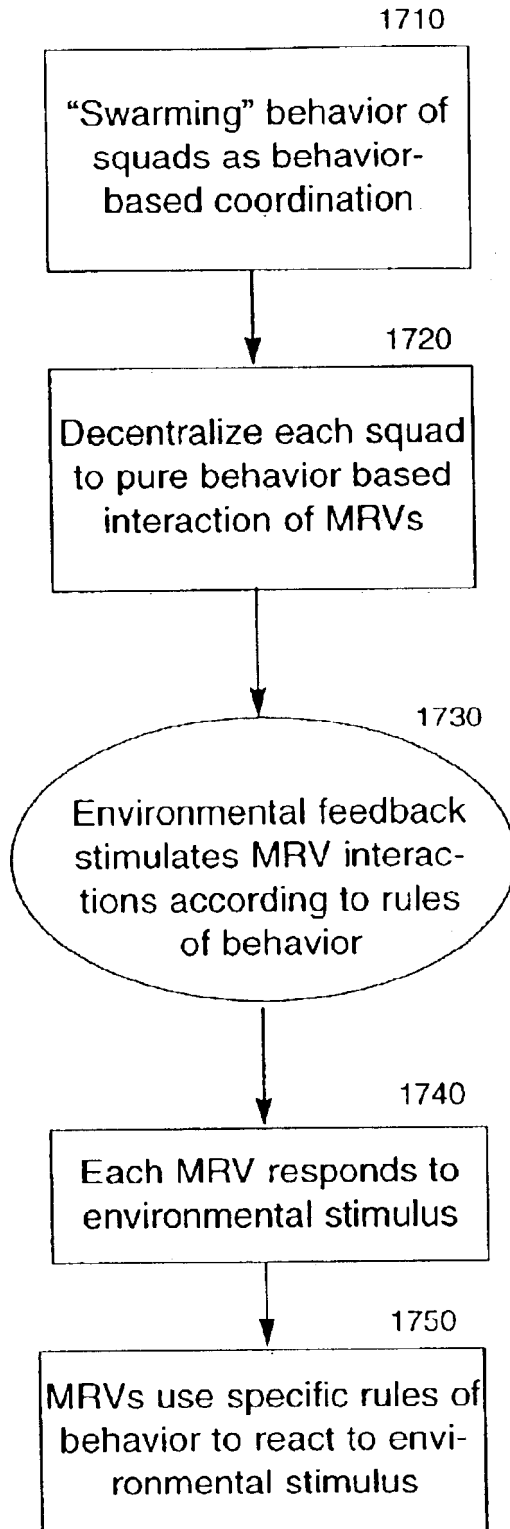 1710
“Swarming” behavior of
squads as behavior-
based coordination
1720
Decentralize each squad
to pure behavior based
interaction of MRVs
1730
Environmental feedback
stimulates MRV interac-
tions according to rules
of behavior
1740
Each MRV responds to
environmental stimulus
1750
MRVs use specific rules of
behavior to react to envi-
ronmental stimulus